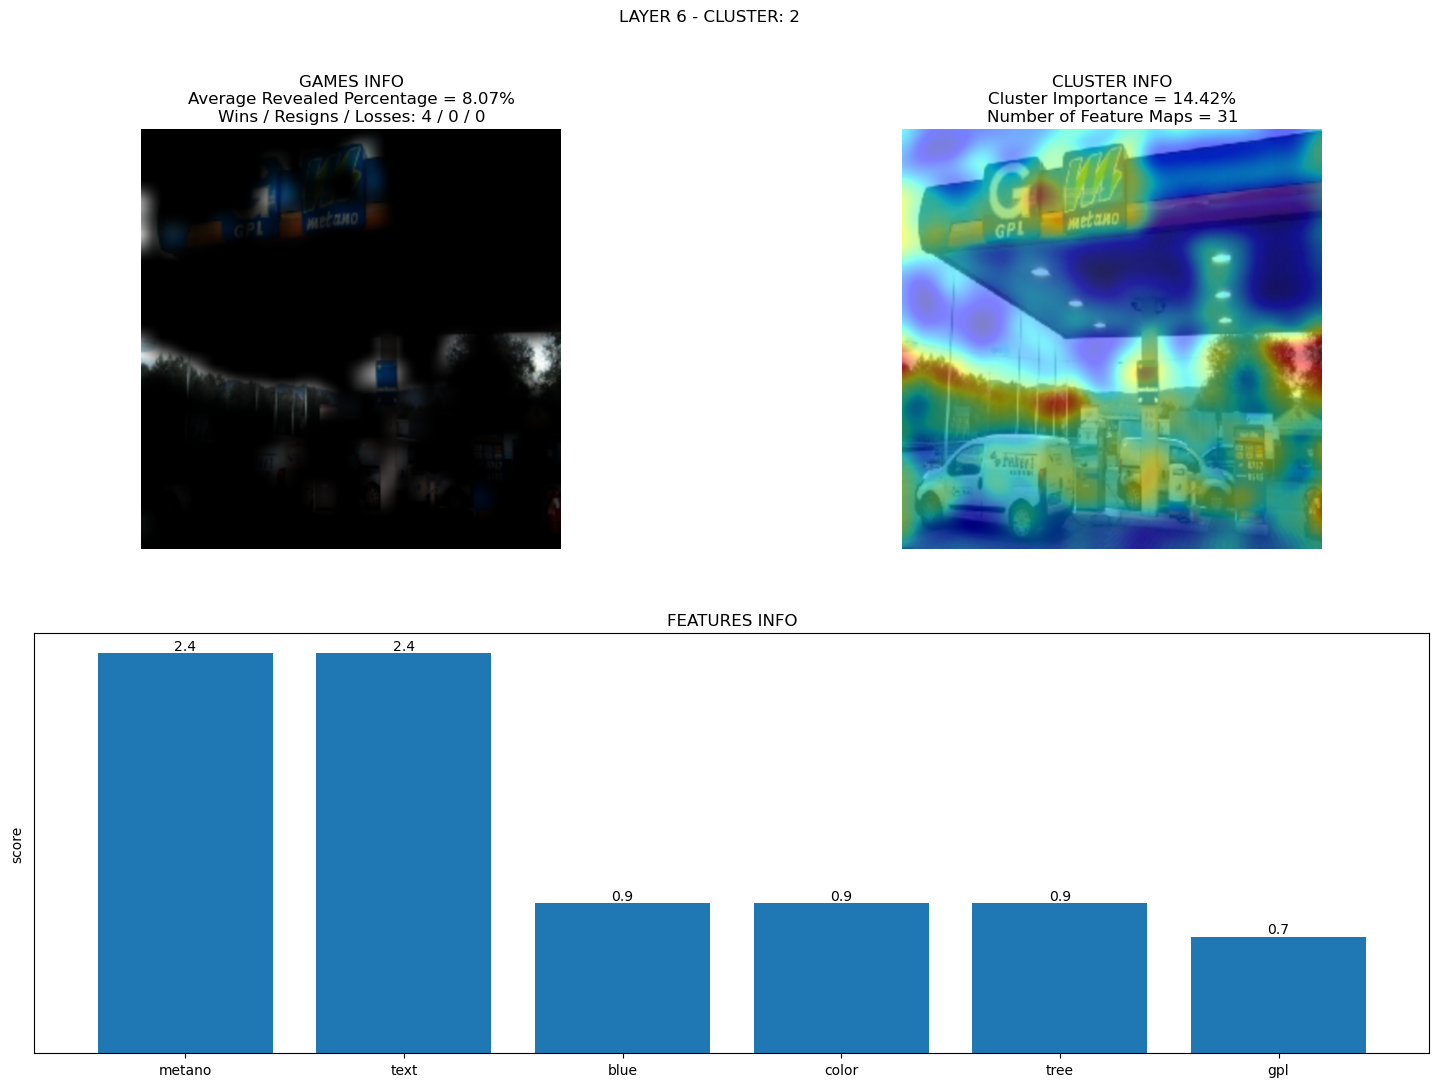 LAYER 6 - CLUSTER: 2
GAMES INFO
Average Revealed Percentage = 8.07%
Wins / Resigns / Losses: 4 / 0 / 0
G
GPL
metano
CLUSTER INFO
Cluster Importance = 14.42%
Number of Feature Maps = 31
G
GPL
metano
FEATURES INFO
score
2.4
2.4
0.9
0.9
0.9
0.7
metano
text
blue
color
tree
gpl